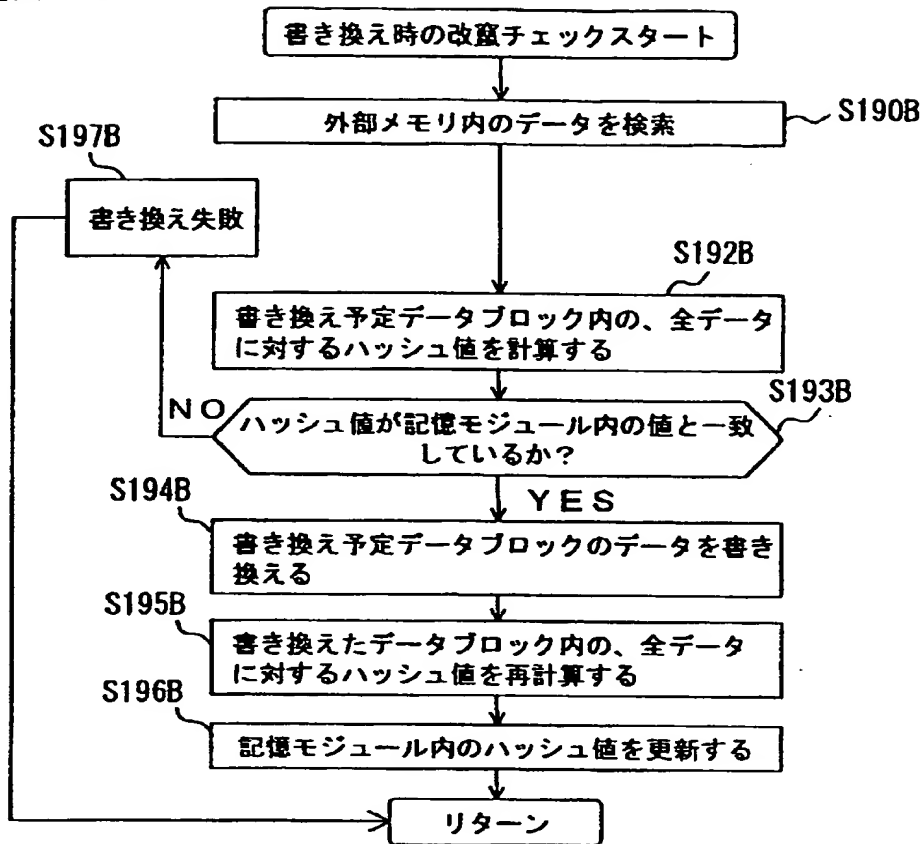 書き換え時の改竄チェックスタート
外部メモリ内のデータを検索
S190B
S197B
書き換え失敗
S192B
書き換え予定データブロック内の、全データ
に対するハッシュ値を計算する
S193B
NO
ハッシュ値が記憶モジュール内の値と一致
しているか?
YES
S194B
書き換え予定データブロックのデータを書き
換える
S195B
書き換えたデータブロック内の、全データ
に対するハッシュ値を再計算する
S196B
記憶モジュール内のハッシュ値を更新する
リターン